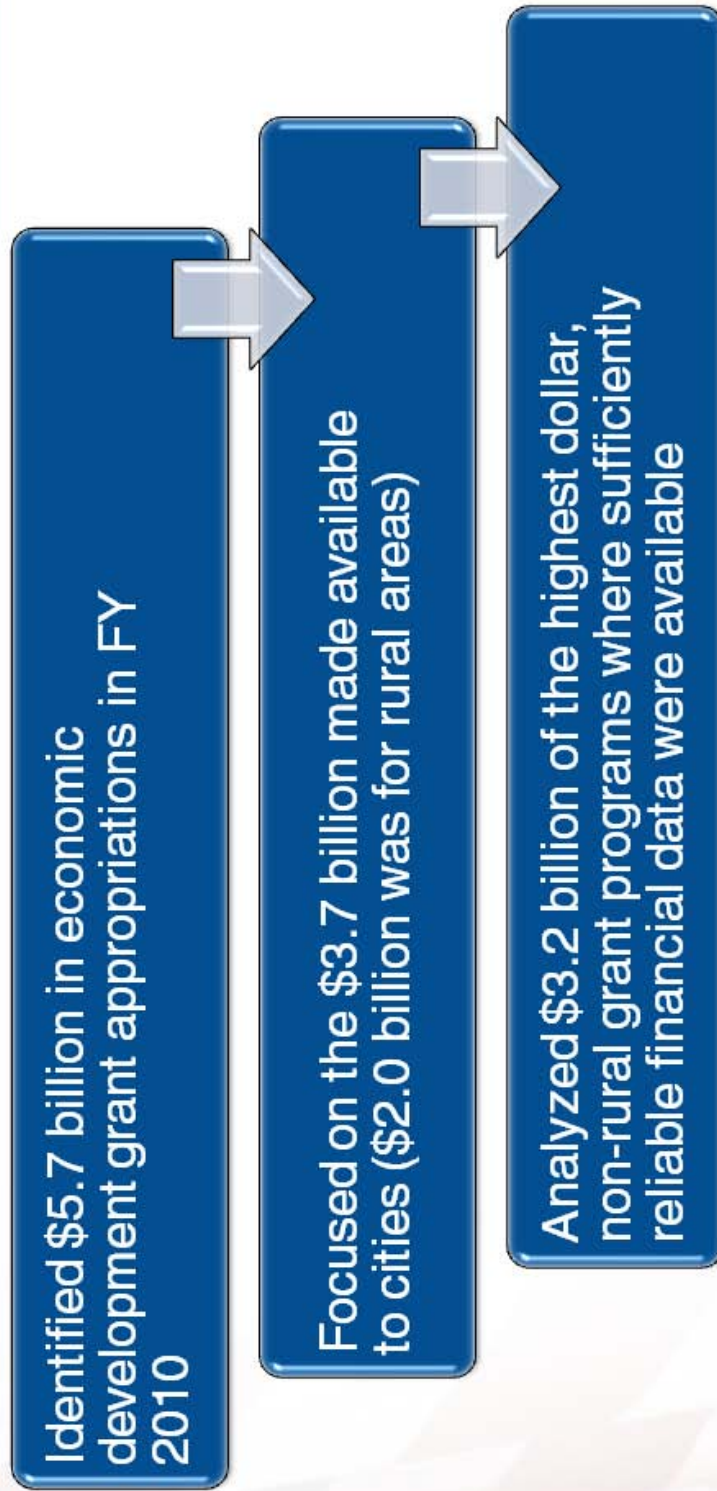 Identified $5.7 billion in economic
development grant appropriations in FY
2010
Focused on the $3.7 billion made available
to cities ($2.0 billion was for rural areas)
Analyzed $3.2 billion of the highest dollar,
non-rural grant programs where sufficiently
reliable financial data were available